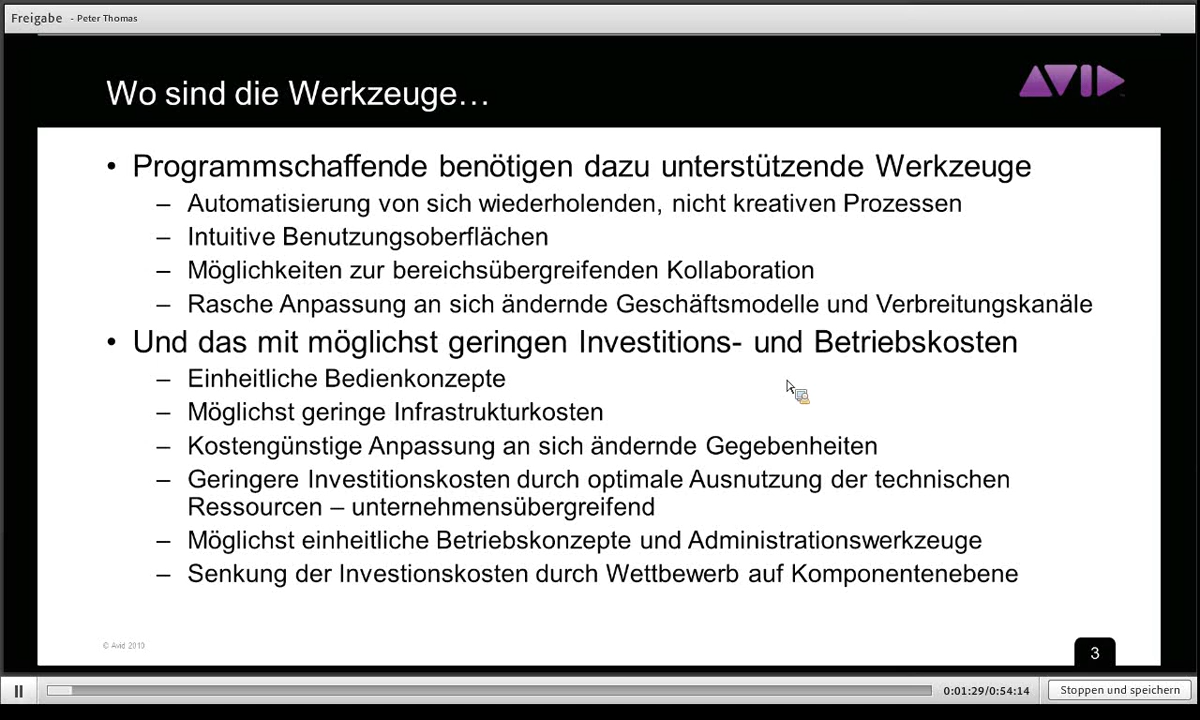 Freigabe - Peter Thomas
Wo sind die Werkzeuge…
AVID
• Programmschaffende benötigen dazu unterstützende Werkzeuge
– Automatisierung von sich wiederholenden, nicht kreativen Prozessen
– Intuitive Benutzungsoberflächen
– Möglichkeiten zur bereichsübergreifenden Kollaboration
– Rasche Anpassung an sich ändernde Geschäftsmodelle und Verbreitungskanäle
• Und das mit möglichst geringen Investitions- und Betriebskosten
– Einheitliche Bedienkonzepte
– Möglichst geringe Infrastrukturkosten
– Kostengünstige Anpassung an sich ändernde Gegebenheiten
– Geringere Investitionskosten durch optimale Ausnutzung der technischen
Ressourcen – unternehmensübergreifend
– Möglichst einheitliche Betriebskonzepte und Administrationswerkzeuge
– Senkung der Investionskosten durch Wettbewerb auf Komponentenebene
© Avid 2010
3
0:01:29/0:54:14
Stoppen und speichern